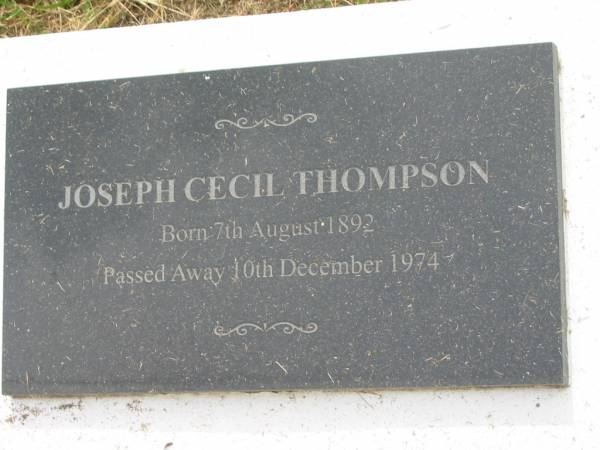 JOSEPH CECIL THOMPSON
Born 7th August 1892
Passed Away 10th December 1974